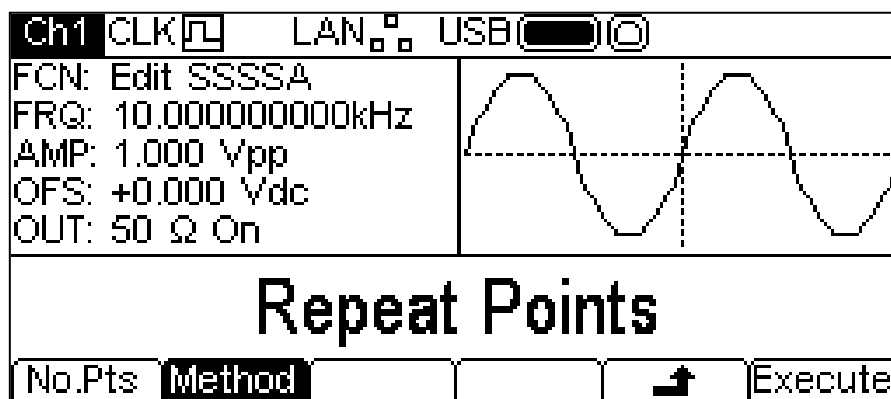 Ch1 CLK LAN USB
FCN: Edit SSSSA
FRQ: 10.000000000kHz
AMP: 1.000 Vpp
OFS: +0.000 Vdc
OUT: 50 Ω On
Repeat Points
No.Pts Method Execute